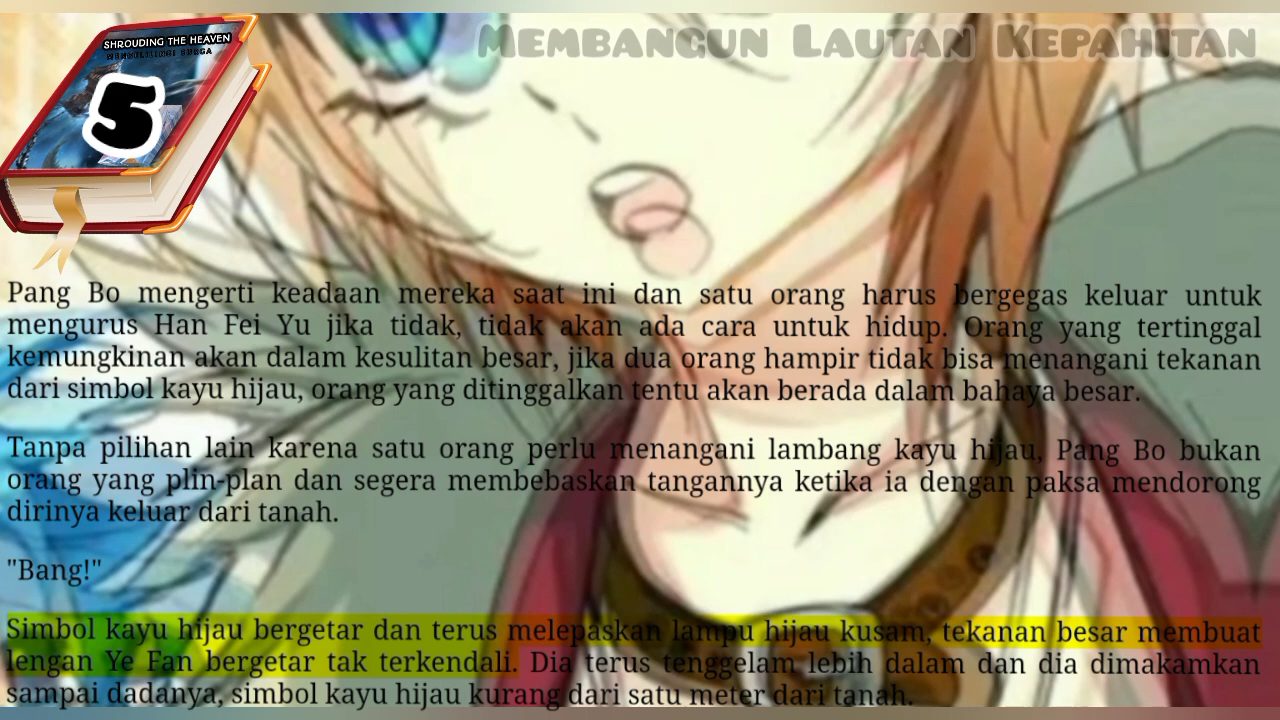 Membangun Lautan Kepahitan
SHROUDING THE HEAVEN
5
Pang Bo mengerti keadaan mereka saat ini dan satu orang harus bergegas keluar untuk
mengurus Han Fei Yu jika tidak, tidak akan ada cara untuk hidup. Orang yang tertinggal
kemungkinan akan dalam kesulitan besar, jika dua orang hampir tidak bisa menangani tekanan
dari simbol kayu hijau, orang yang ditinggalkan tentu akan berada dalam bahaya besar.
Tanpa pilihan lain karena satu orang perlu menangani lambang kayu hijau, Pang Bo bukan
orang yang plin-plan dan segera membebaskan tangannya ketika ia dengan paksa mendorong
dirinya keluar dari tanah.
"Bang!"
Simbol kayu hijau bergetar dan terus melepaskan lampu hijau kusam, tekanan besar membuat
lengan Ye Fan bergetar tak terkendali. Dia terus tenggelam lebih dalam dan dia dimakamkan
sampai dadanya, simbol kayu hijau kurang dari satu meter dari tanah.